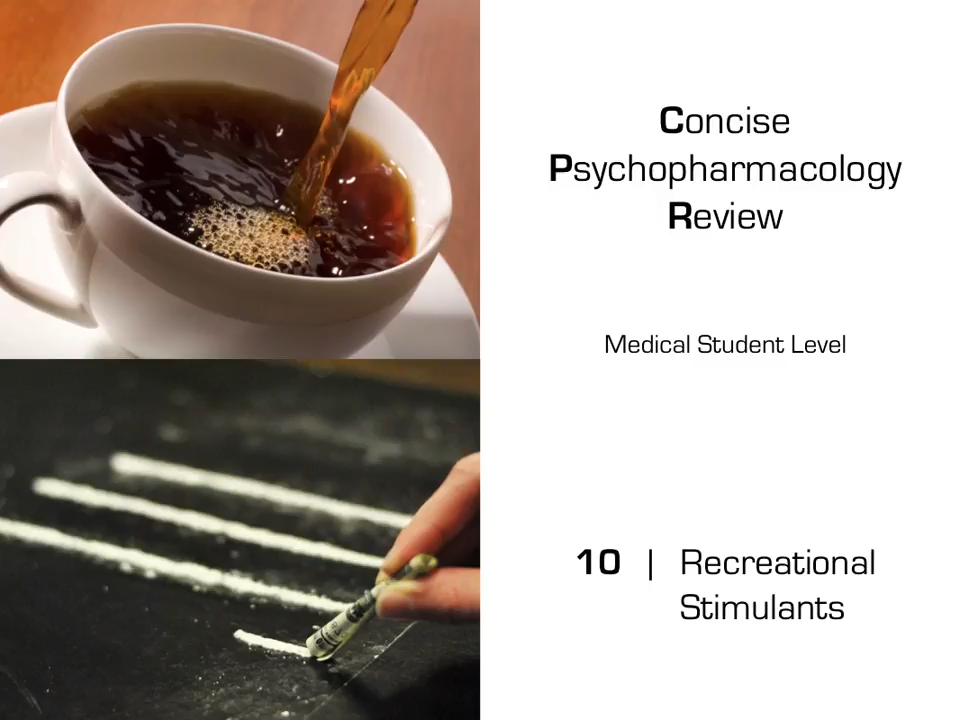 Concise
Psychopharmacology
Review
Medical Student Level
10 | Recreational
Stimulants